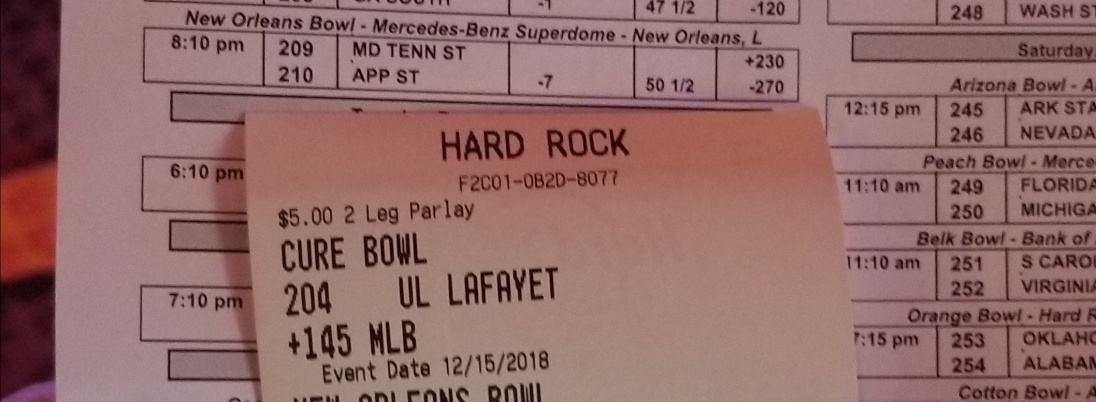 -1 47 1/2 -120
New Orleans Bowl - Mercedes-Benz Superdome - New Orleans, L
8:10 pm 209 MD TENN ST +230
210 APP ST -7 50 1/2 -270
6:10 pm
7:10 pm
HARD ROCK
F2C01-0B2D-8077
$5.00 2 Leg Parlay
CURE BOWL
204 UL LAFAYET
+145 MLB
Event Date 12/15/2018
NEW ORLEANS BOWL
248 WASH ST
Saturday,
Arizona Bowl - A
12:15 pm 245 ARK STA
246 NEVADA
Peach Bowl - Merce
11:10 am 249 FLORIDA
250 MICHIGA
Belk Bowl - Bank of
11:10 am 251 S CARO
252 VIRGINIA
Orange Bowl - Hard R
7:15 pm 253 OKLAHO
254 ALABAM
Cotton Bowl - A